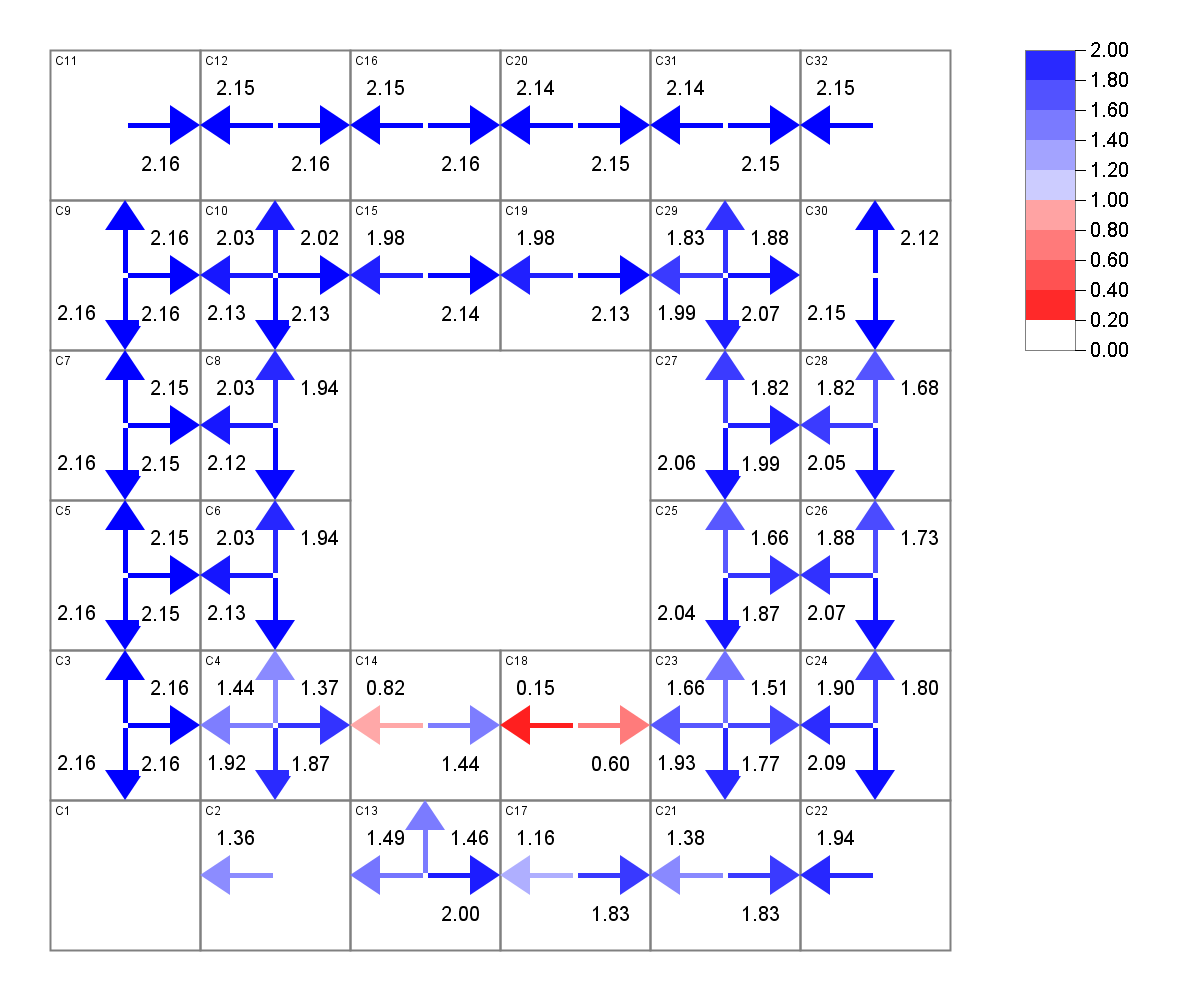 C11 C12 C16 C20 C31 C32 2.00
2.15 2.15 2.14 2.14 2.15 1.80
1.60
1.40
2.16 2.16 2.16 2.15 2.15 1.20
C9 C10 C15 C19 C29 C30 1.00
2.16 2.03 2.02 1.98 1.98 1.83 1.88 2.12 0.80
0.60
0.40
2.16 2.16 2.13 2.13 2.14 2.13 1.99 2.07 2.15 0.20
0.00
C7 C8 C27 C28
2.15 2.03 1.94 1.82 1.82 1.68
2.16 2.15 2.12 2.06 1.99 2.05
C5 C6 C25 C26
2.15 2.03 1.94 1.66 1.88 1.73
2.16 2.15 2.13 2.04 1.87 2.07
C3 C4 C14 C18 C23 C24
2.16 1.44 1.37 0.82 0.15 1.66 1.51 1.90 1.80
2.16 2.16 1.92 1.87 1.44 0.60 1.93 1.77 2.09
C1 C2 C13 C17 C21 C22
1.36 1.49 1.46 1.16 1.38 1.94
2.00 1.83 1.83